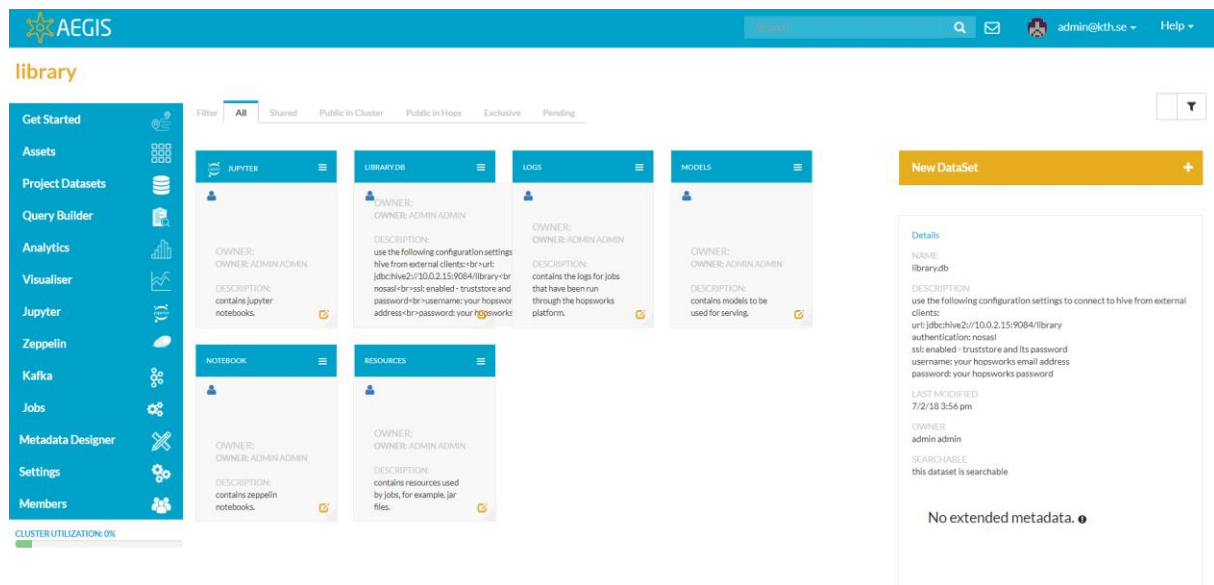 AEGIS
Search
admin@kth.se
Help
library
Get Started
Assets
Project Datasets
Query Builder
Analytics
Visualiser
Jupyter
Zeppelin
Kafka
Jobs
Metadata Designer
Settings
Members
CLUSTER UTILIZATION: 0%
Filter All Shared Public in Cluster Public in Hops Exclusive Pending
JUPYTER
OWNER:
OWNER: ADMIN ADMIN
DESCRIPTION:
contains jupyter
notebooks.
LIBRARY.DB
OWNER:
OWNER: ADMIN ADMIN
DESCRIPTION:
use the following configuration settings
hive from external clients:<br>url:
jdbc:hive2://10.0.2.15:9084/library<br
nosasl<br>ssl: enabled - truststore and
password<br>username: your hopswor
address<br>password: your hopsworks
LOGS
OWNER:
OWNER: ADMIN ADMIN
DESCRIPTION:
contains the logs for jobs
that have been run
through the hopsworks
platform.
MODELS
OWNER:
OWNER: ADMIN ADMIN
DESCRIPTION:
contains models to be
used for serving.
NOTEBOOK
OWNER:
OWNER: ADMIN ADMIN
DESCRIPTION:
contains zeppelin
notebooks.
RESOURCES
OWNER:
OWNER: ADMIN ADMIN
DESCRIPTION:
contains resources used
by jobs, for example, jar
files.
New DataSet
Details
NAME
library.db
DESCRIPTION
use the following configuration settings to connect to hive from external
clients:
url: jdbc:hive2://10.0.2.15:9084/library
authentication: nosasl
ssl: enabled - truststore and its password
username: your hopsworks email address
password: your hopsworks password
LAST MODIFIED
7/2/18 3:56 pm
OWNER
admin admin
SEARCHABLE
this dataset is searchable
No extended metadata.